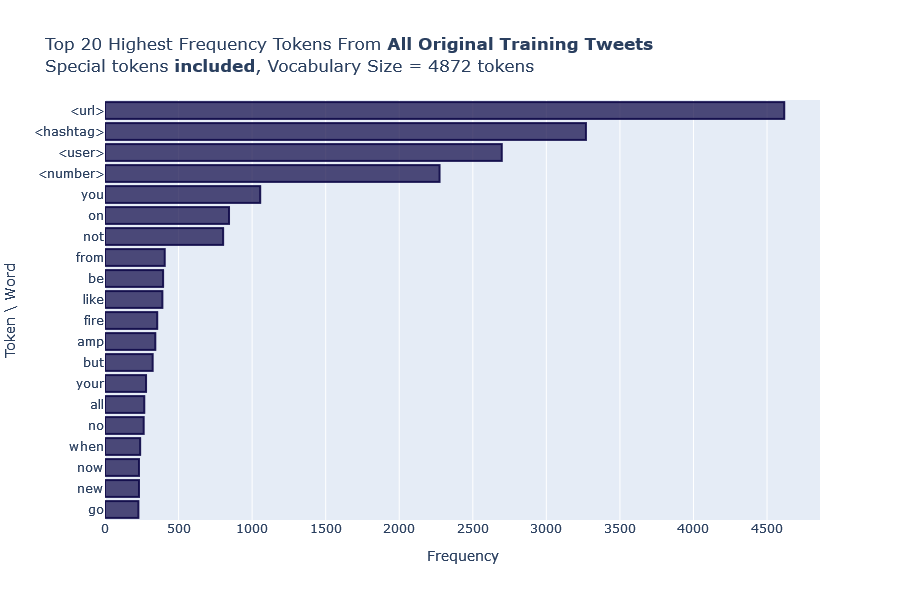 Top 20 Highest Frequency Tokens From All Original Training Tweets
Special tokens included, Vocabulary Size = 4872 tokens
Token \ Word
<url>
<hashtag>
<user>
<number>
you
on
not
from
be
like
fire
amp
but
your
all
no
when
now
new
go
0 500 1000 1500 2000 2500 3000 3500 4000 4500
Frequency